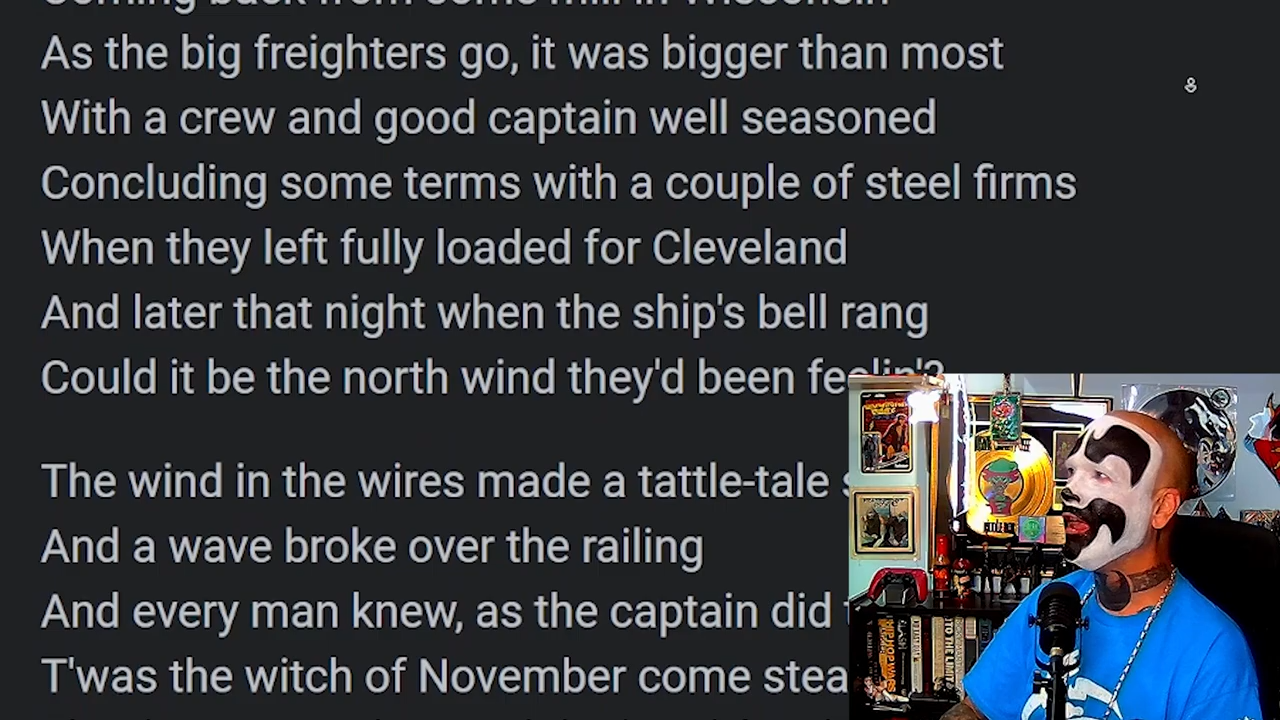 As the big freighters go, it was bigger than most
With a crew and good captain well seasoned
Concluding some terms with a couple of steel firms
When they left fully loaded for Cleveland
And later that night when the ship's bell rang
Could it be the north wind they'd been feelin'?
The wind in the wires made a tattle-tale
And a wave broke over the railing
And every man knew, as the captain did
T'was the witch of November come stea
HIP HOP WARS